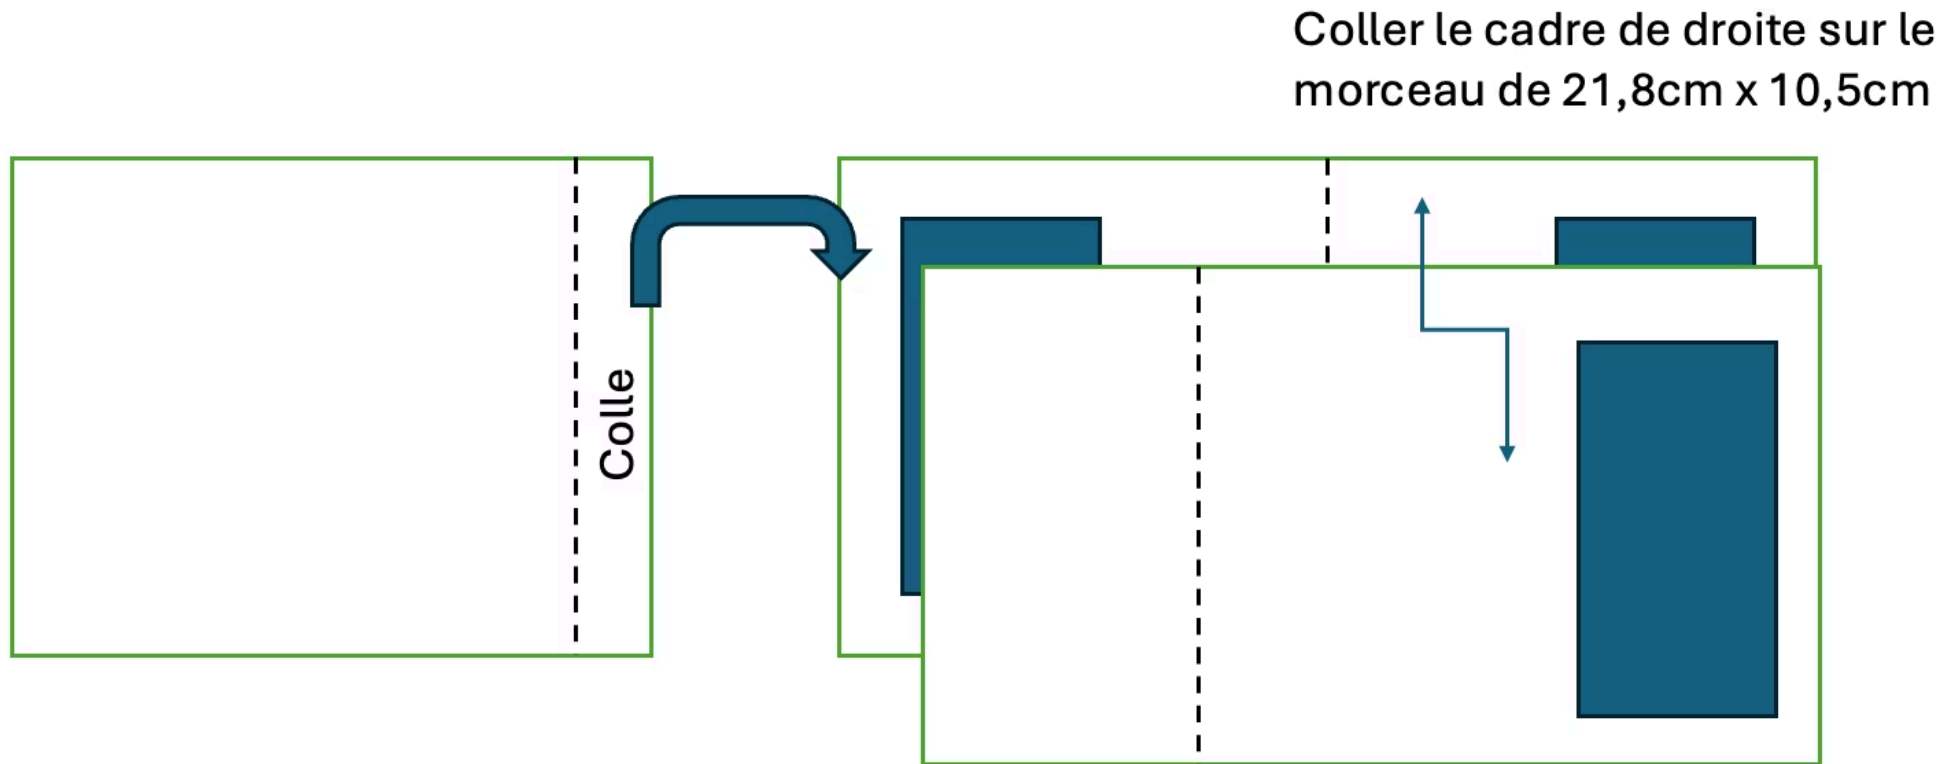 Coller le cadre de droite sur le
morceau de 21,8cm x 10,5cm
Colle